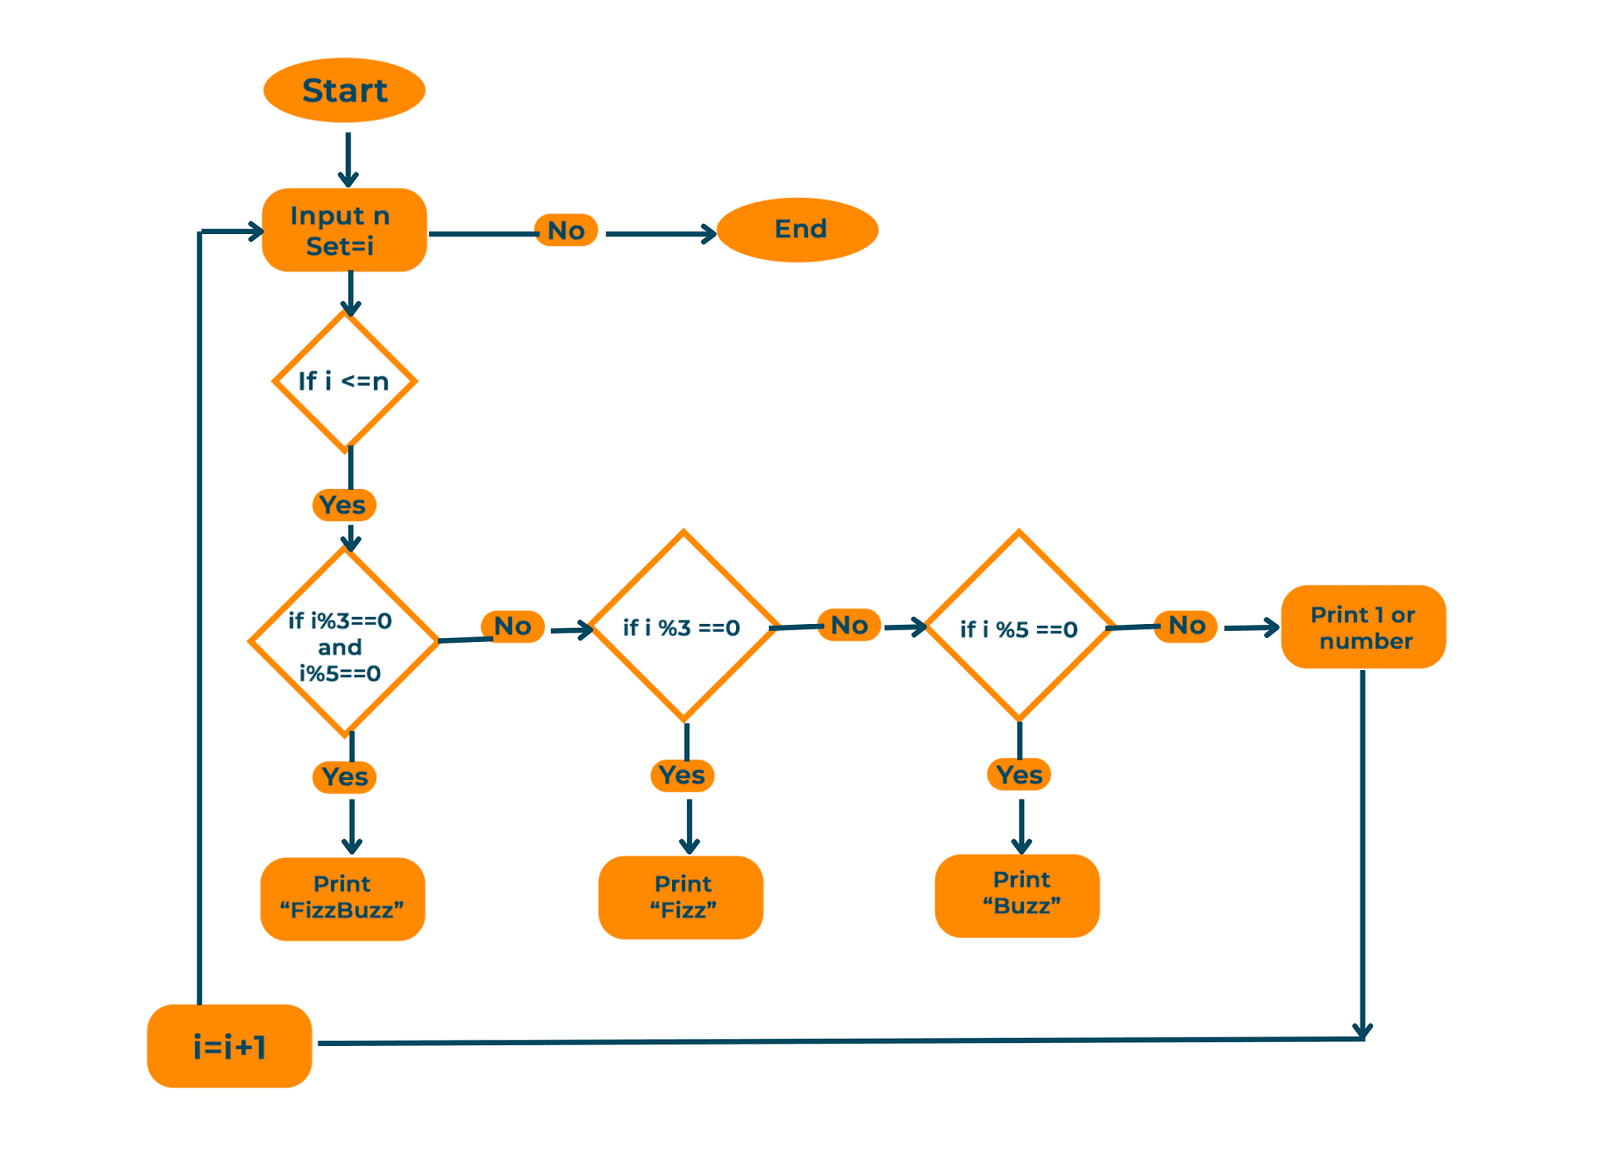 Start
Input n
Set=i
No
End
If i <=n
Yes
if i%3==0
and
i%5==0
No
if i %3 ==0
No
if i %5 ==0
No
Print 1 or
number
Yes
Yes
Yes
Print
“FizzBuzz”
Print
“Fizz”
Print
“Buzz”
i=i+1